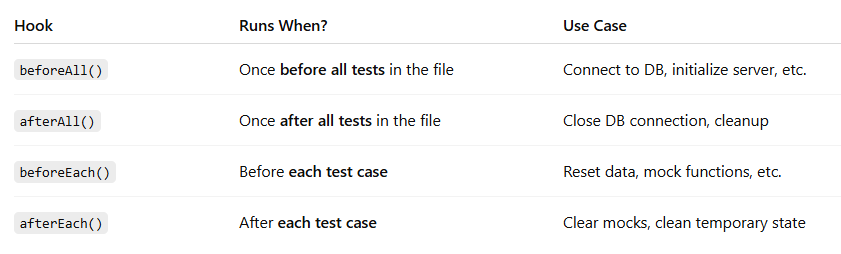 Hook Runs When? Use Case
beforeAll() Once before all tests in the file Connect to DB, initialize server, etc.
afterAll() Once after all tests in the file Close DB connection, cleanup
beforeEach() Before each test case Reset data, mock functions, etc.
afterEach() After each test case Clear mocks, clean temporary state